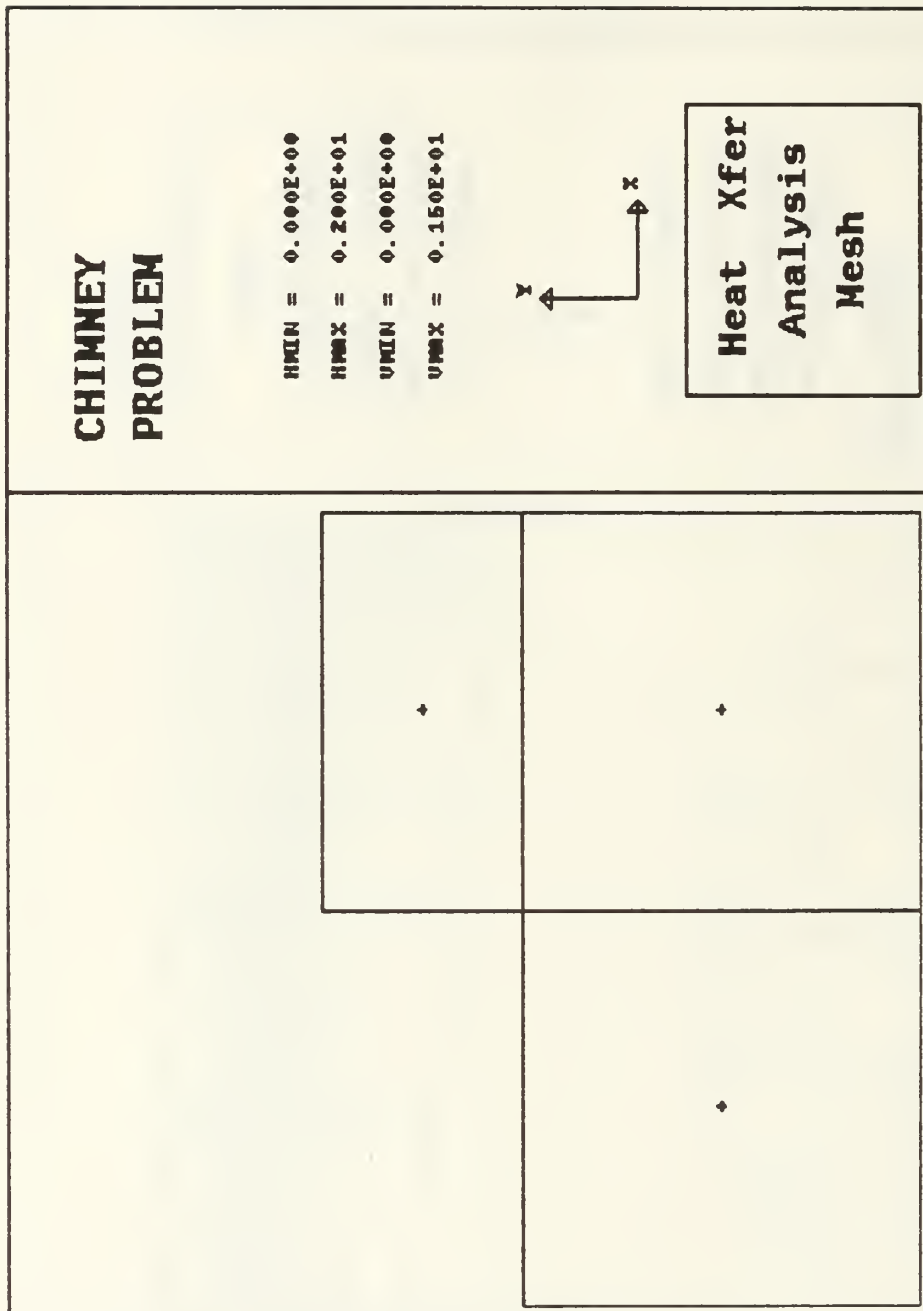 CHIMNEY
PROBLEM
HMIN = 0.000E+00
HMAX = 0.200E+01
VMIN = 0.000E+00
VMAX = 0.150E+01
Y
X
Heat Xfer
Analysis
Mesh